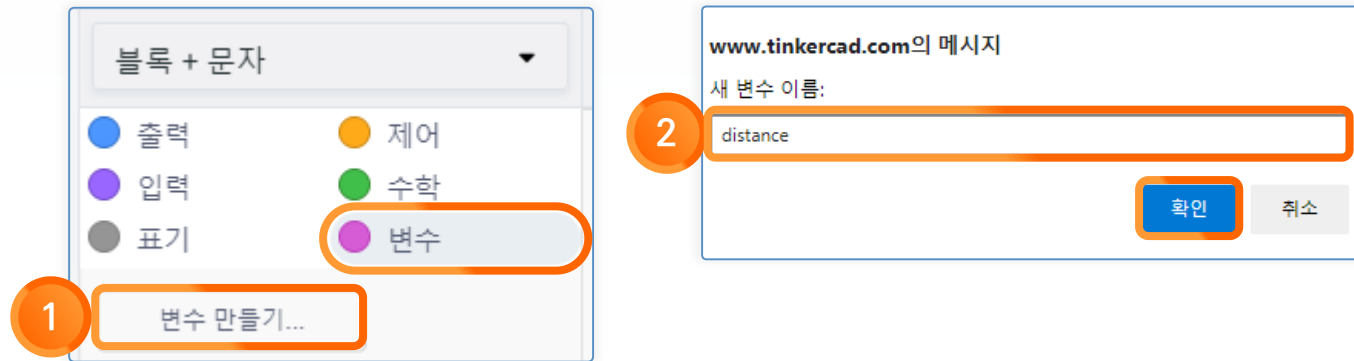 블록 + 문자
출력
제어
입력
수학
표기
변수
1
변수 만들기...
www.tinkercad.com의 메시지
새 변수 이름:
2
distance
확인
취소